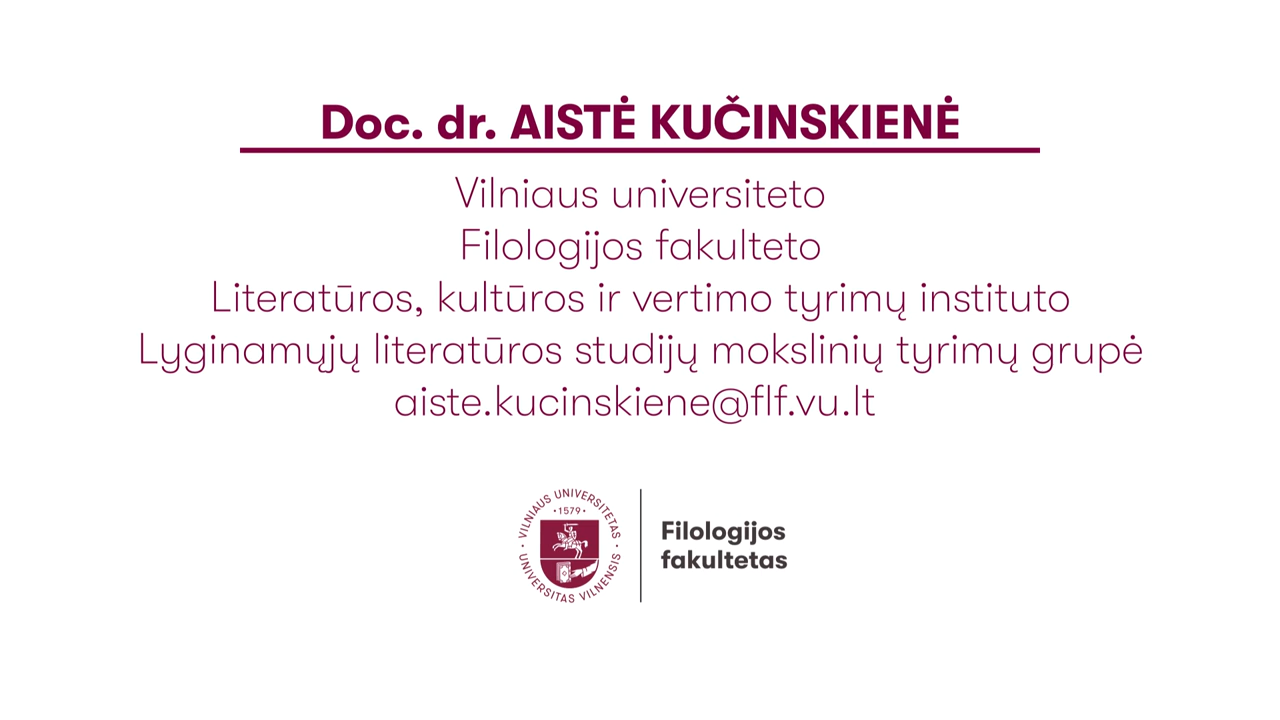 Doc. dr. AISTĖ KUČINSKIENĖ
Vilniaus universiteto
Filologijos fakulteto
Literatūros, kultūros ir vertimo tyrimų instituto
Lyginamųjų literatūros studijų mokslinių tyrimų grupė
aiste.kucinskiene@flf.vu.lt
VILNIAUS UNIVERSITETAS
·1579·
UNIVERSITAS VILNENSIS
Filologijos
fakultetas